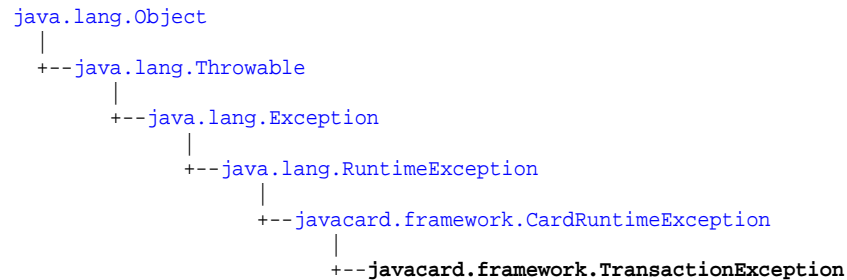 java.lang.Object
|
+--java.lang.Throwable
|
+--java.lang.Exception
|
+--java.lang.RuntimeException
|
+--javacard.framework.CardRuntimeException
|
+--javacard.framework.TransactionException